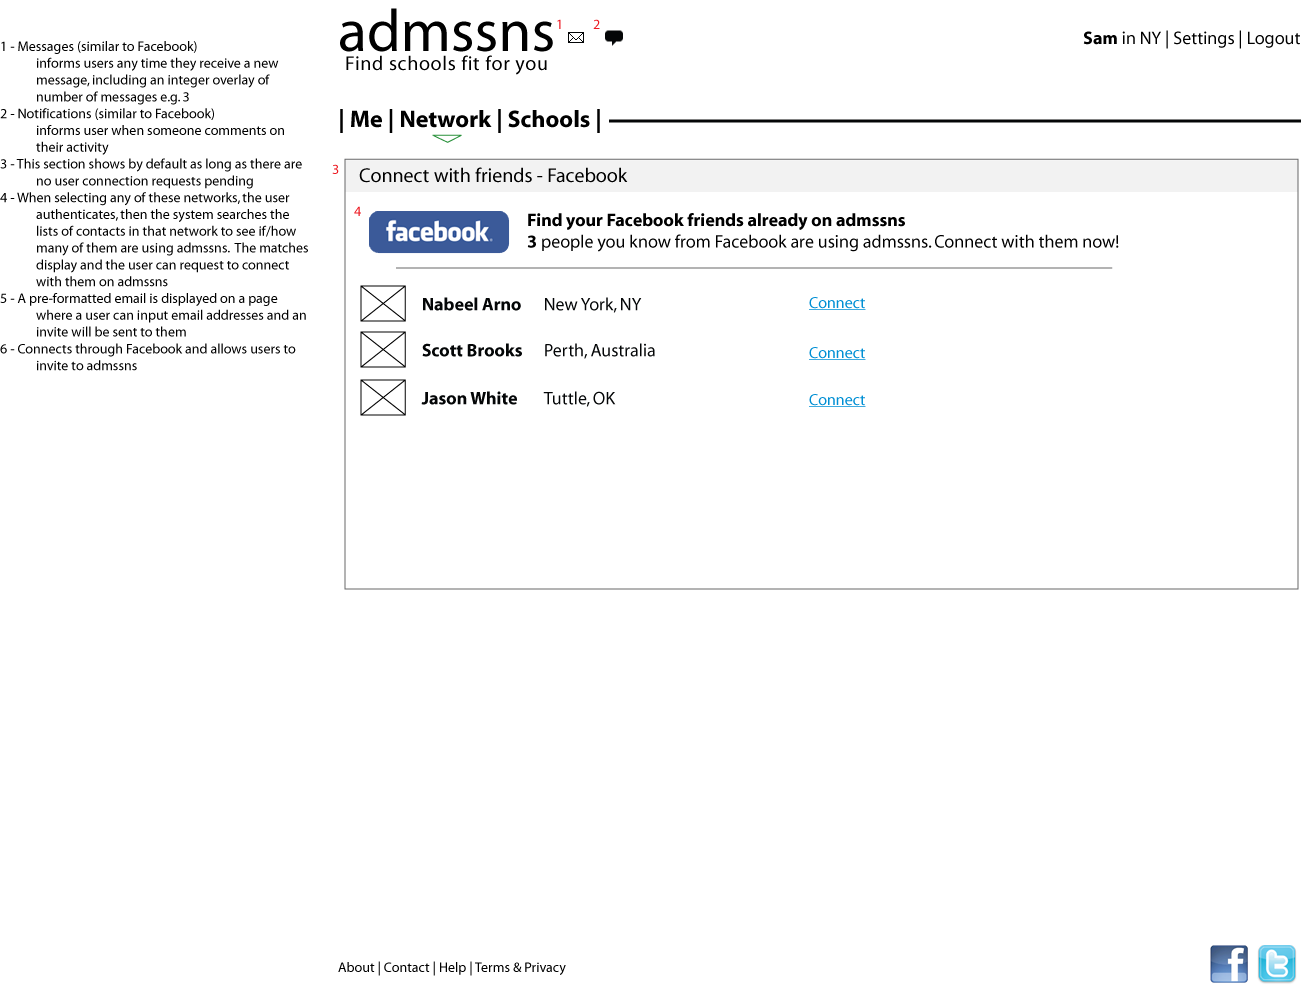 1 - Messages (similar to Facebook)
informs users any time they receive a new
message, including an integer overlay of
number of messages e.g. 3
2 - Notifications (similar to Facebook)
informs user when someone comments on
their activity
3 - This section shows by default as long as there are
no user connection requests pending
4 - When selecting any of these networks, the user
authenticates, then the system searches the
lists of contacts in that network to see if/how
many of them are using admssns. The matches
display and the user can request to connect
with them on admssns
5 - A pre-formatted email is displayed on a page
where a user can input email addresses and an
invite will be sent to them
6 - Connects through Facebook and allows users to
invite to admssns
admssns 1 2
Find schools fit for you
Sam in NY | Settings | Logout
| Me | Network | Schools |
3
Connect with friends - Facebook
4
facebook.
Find your Facebook friends already on admssns
3 people you know from Facebook are using admssns. Connect with them now!
Nabeel Arno New York, NY Connect
Scott Brooks Perth, Australia Connect
Jason White Tuttle, OK Connect
About | Contact | Help | Terms & Privacy
f t